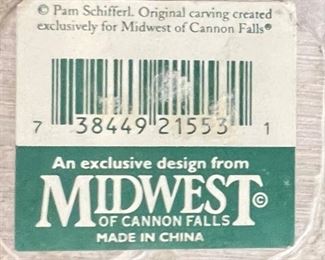 © Pam Schifferl. Original carving created
exclusively for Midwest of Cannon Falls®
7 38449 21553 1
An exclusive design from
MIDWEST©
OF CANNON FALLS
MADE IN CHINA